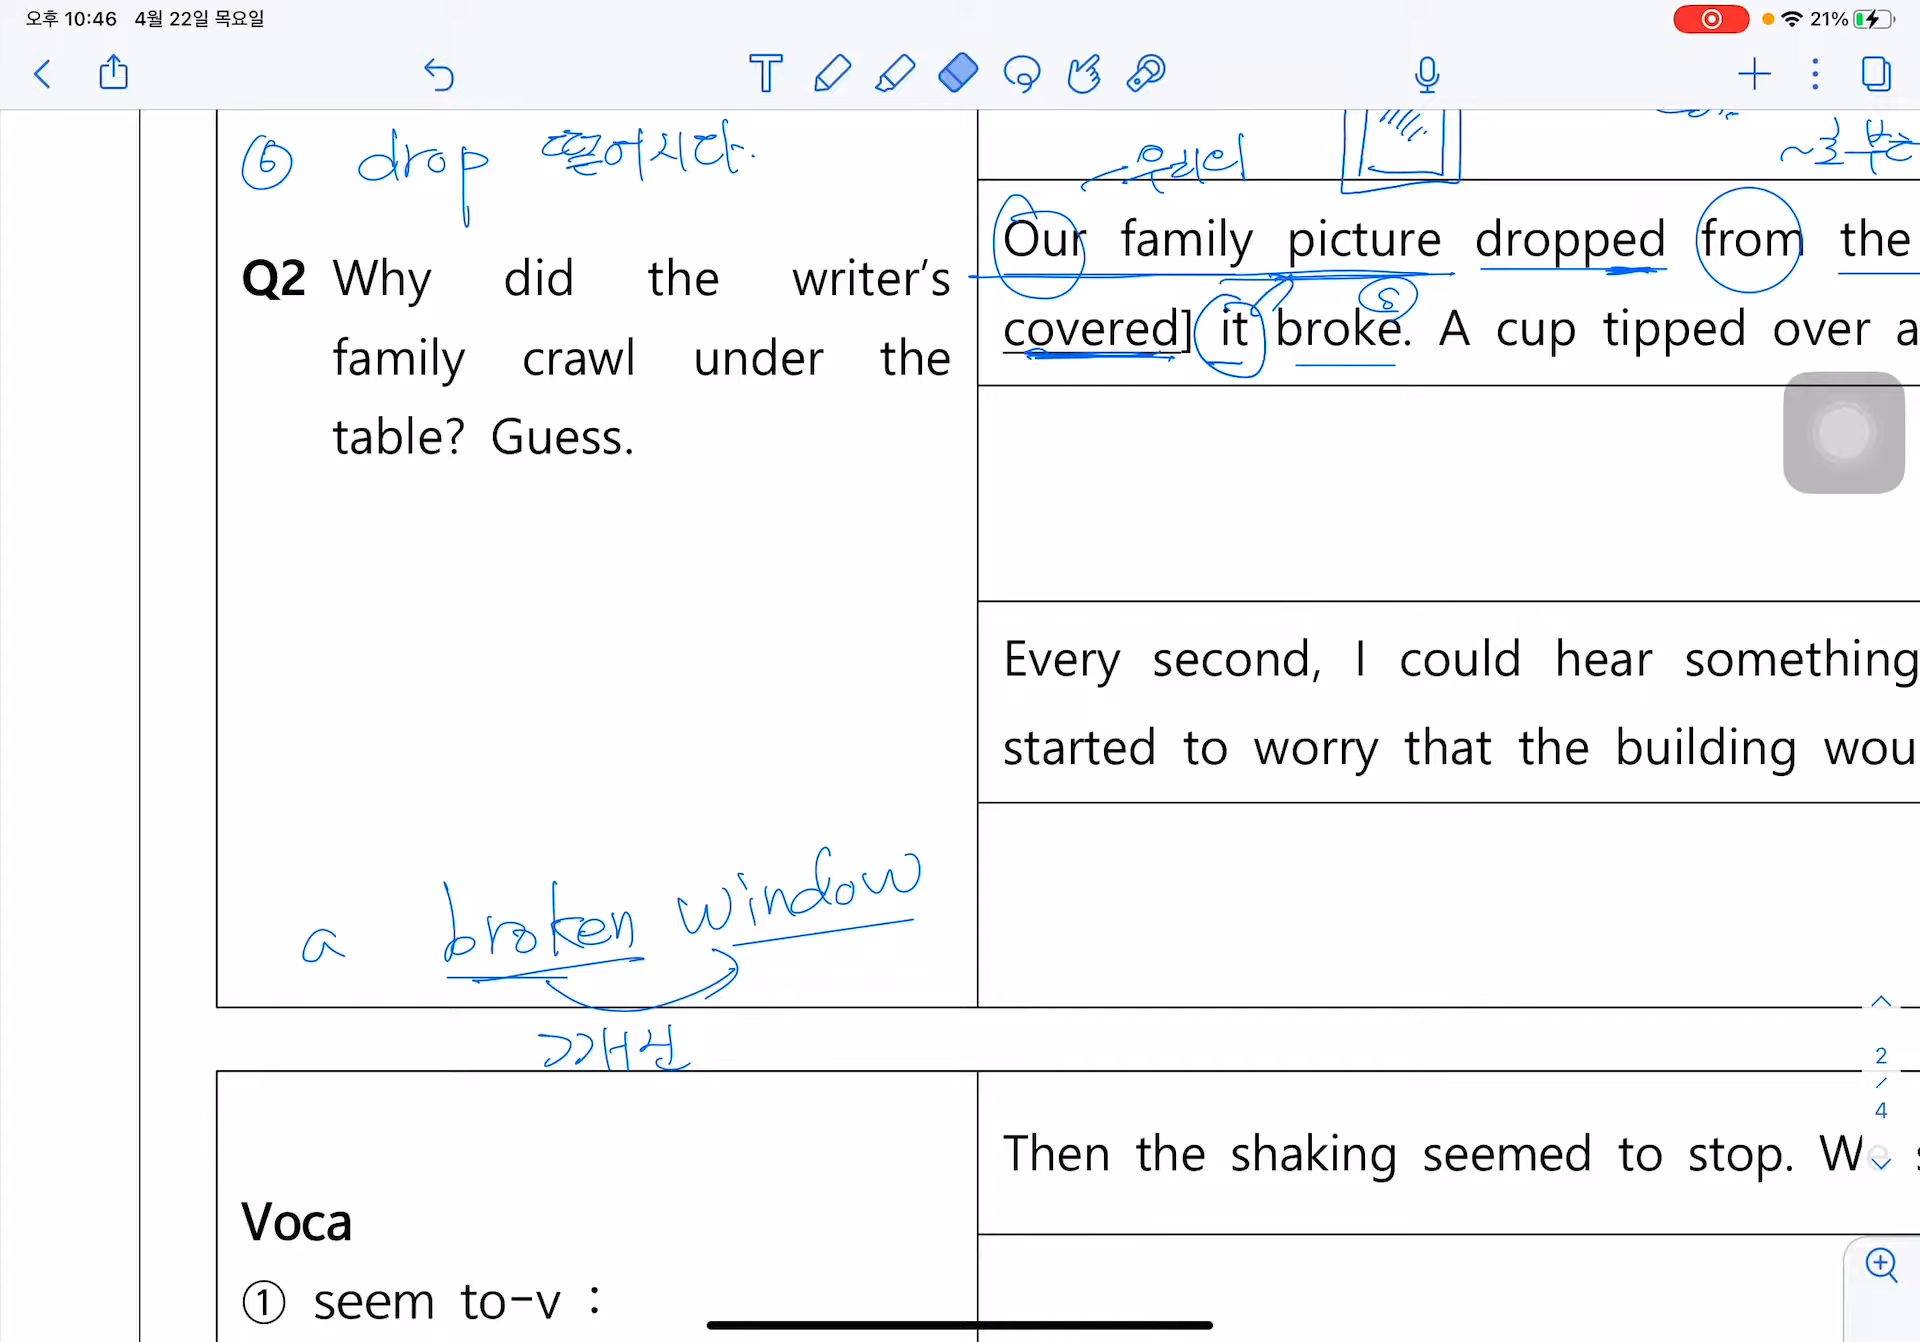 오후 10:46 4월 22일 목요일
21%
⑥ drop 떨어지다.
Q2 Why did the writer's
family crawl under the
table? Guess.
a broken window
깨진
우리의
~로 부
Our family picture dropped from the
covered] it broke. A cup tipped over a
S
Every second, I could hear something
started to worry that the building wou
2
/
4
Then the shaking seemed to stop. We s
Voca
① seem to-v :